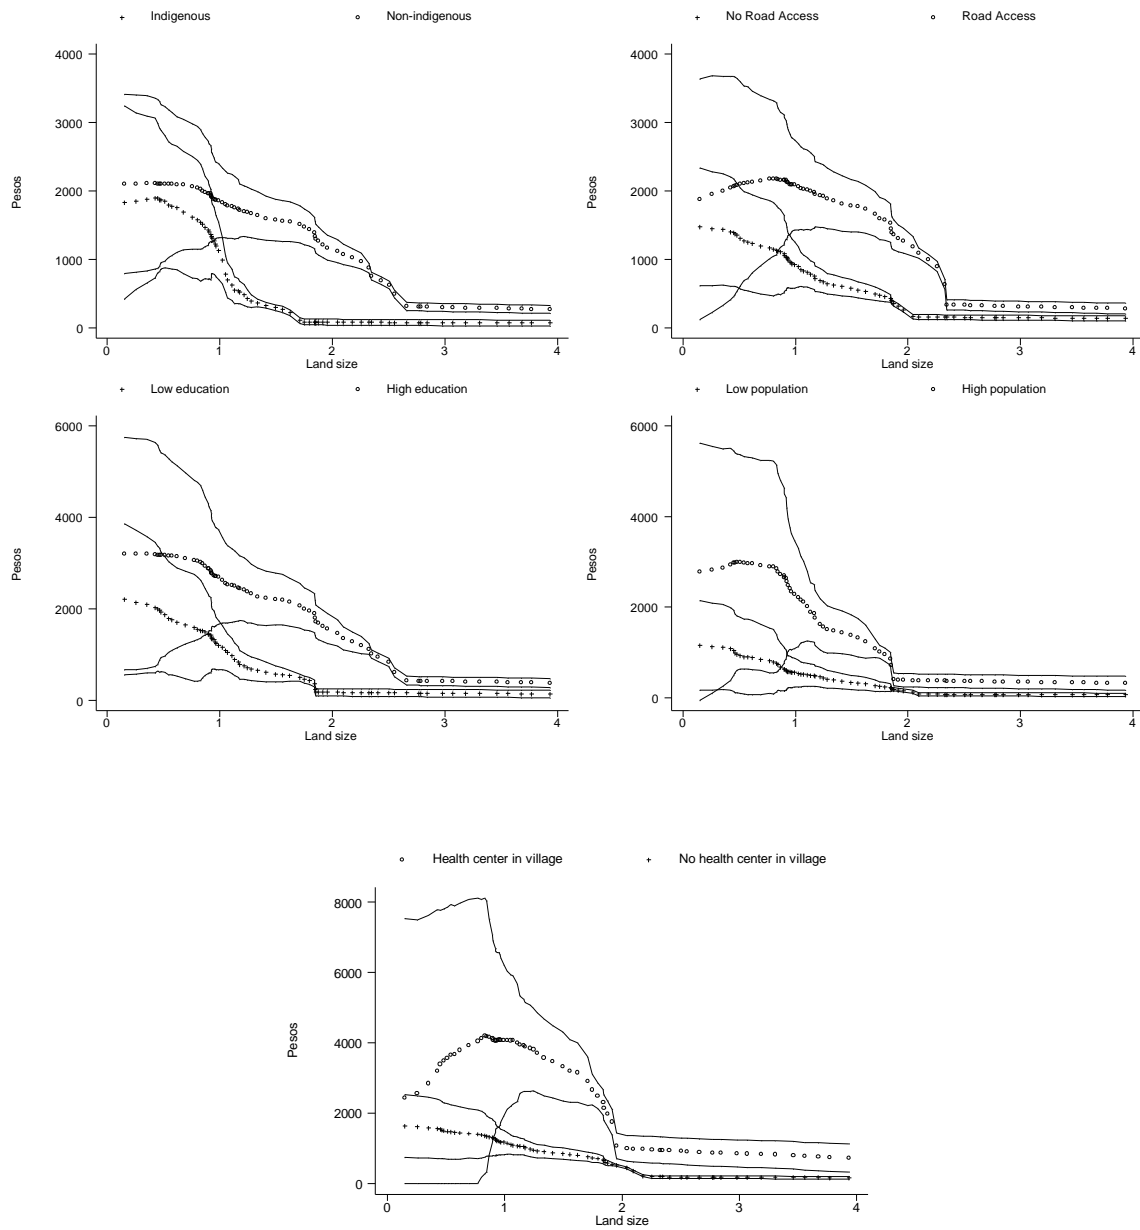 + Indigenous o Non-indigenous
Pesos
4000
3000
2000
1000
0
0 1 2 3 4
Land size
+ No Road Access o Road Access
Pesos
4000
3000
2000
1000
0
0 1 2 3 4
Land size
+ Low education o High education
Pesos
6000
4000
2000
0
0 1 2 3 4
Land size
+ Low population o High population
Pesos
6000
4000
2000
0
0 1 2 3 4
Land size
o Health center in village + No health center in village
Pesos
8000
6000
4000
2000
0
0 1 2 3 4
Land size